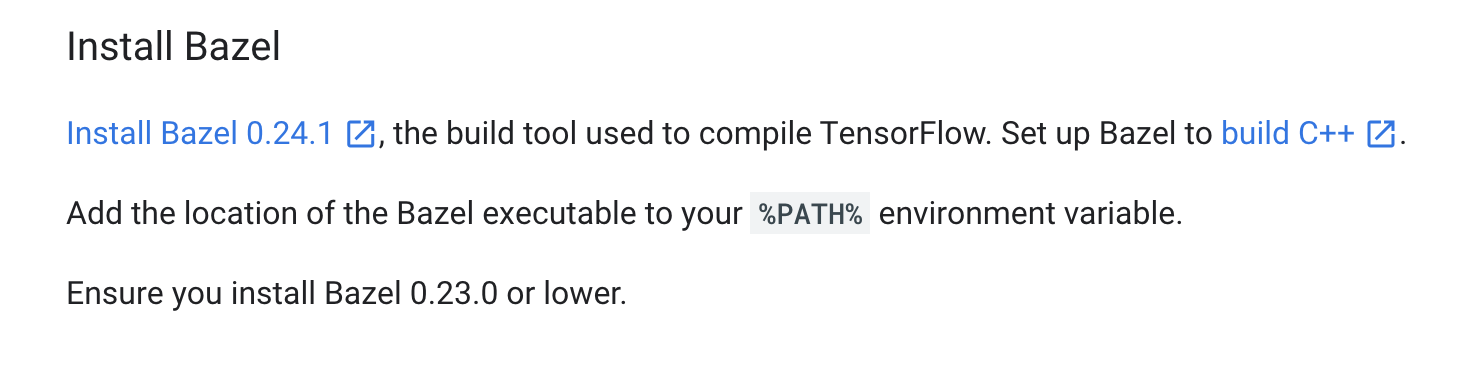 Install Bazel
Install Bazel 0.24.1, the build tool used to compile TensorFlow. Set up Bazel to build C++.
Add the location of the Bazel executable to your %PATH% environment variable.
Ensure you install Bazel 0.23.0 or lower.